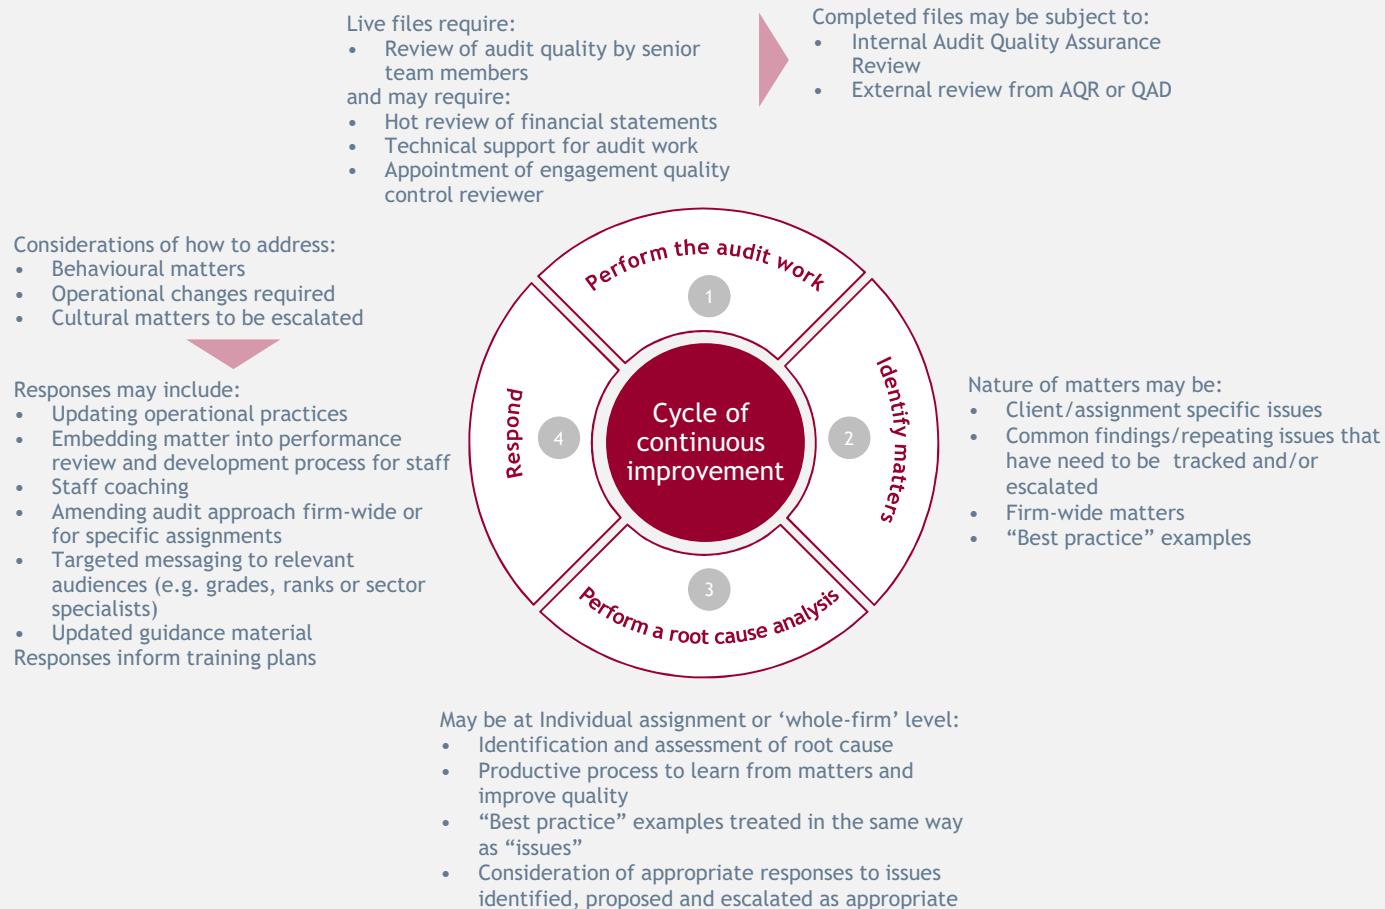 Live files require:
• Review of audit quality by senior
team members
and may require:
• Hot review of financial statements
• Technical support for audit work
• Appointment of engagement quality
control reviewer
Completed files may be subject to:
• Internal Audit Quality Assurance
Review
• External review from AQR or QAD
Considerations of how to address:
• Behavioural matters
• Operational changes required
• Cultural matters to be escalated
Responses may include:
• Updating operational practices
• Embedding matter into performance
review and development process for staff
• Staff coaching
• Amending audit approach firm-wide or
for specific assignments
• Targeted messaging to relevant
audiences (e.g. grades, ranks or sector
specialists)
• Updated guidance material
Responses inform training plans
Perform the audit work
1
Identify matters
2
Perform a root cause analysis
3
Respond
4
Cycle of
continuous
improvement
Nature of matters may be:
• Client/assignment specific issues
• Common findings/repeating issues that
have need to be tracked and/or
escalated
• Firm-wide matters
• “Best practice” examples
May be at Individual assignment or ‘whole-firm’ level:
• Identification and assessment of root cause
• Productive process to learn from matters and
improve quality
• “Best practice” examples treated in the same way
as “issues”
• Consideration of appropriate responses to issues
identified, proposed and escalated as appropriate